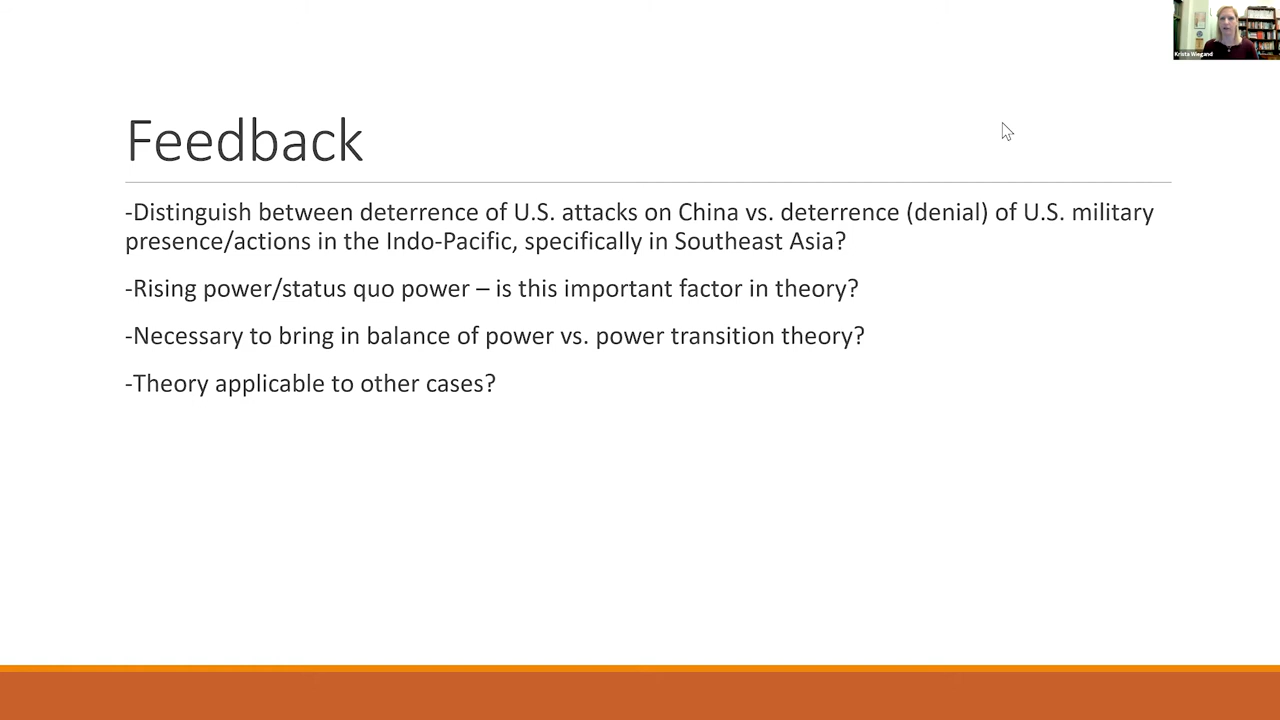 Krista Wiegand
Feedback
-Distinguish between deterrence of U.S. attacks on China vs. deterrence (denial) of U.S. military
presence/actions in the Indo-Pacific, specifically in Southeast Asia?
-Rising power/status quo power – is this important factor in theory?
-Necessary to bring in balance of power vs. power transition theory?
-Theory applicable to other cases?